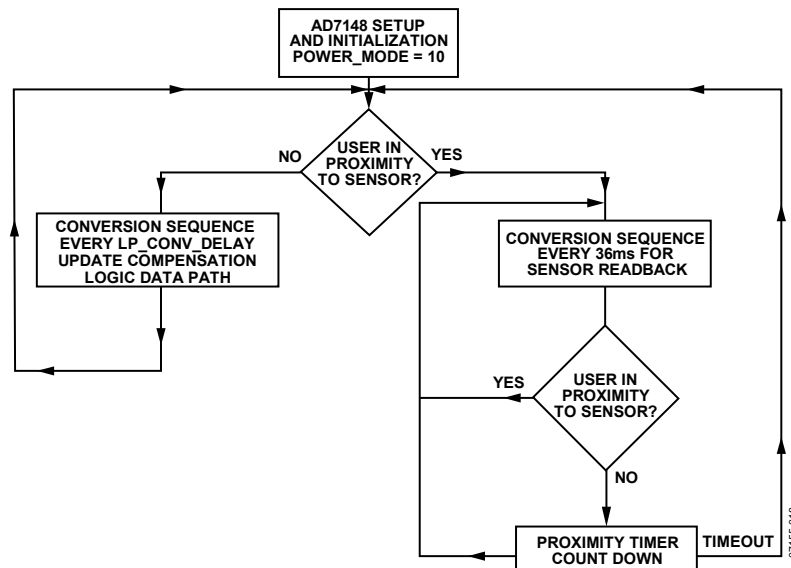 AD7148 SETUP
AND INITIALIZATION
POWER_MODE = 10
USER IN
PROXIMITY
TO SENSOR?
NO
YES
CONVERSION SEQUENCE
EVERY LP_CONV_DELAY
UPDATE COMPENSATION
LOGIC DATA PATH
CONVERSION SEQUENCE
EVERY 36ms FOR
SENSOR READBACK
YES
USER IN
PROXIMITY
TO SENSOR?
NO
PROXIMITY TIMER
COUNT DOWN
TIMEOUT